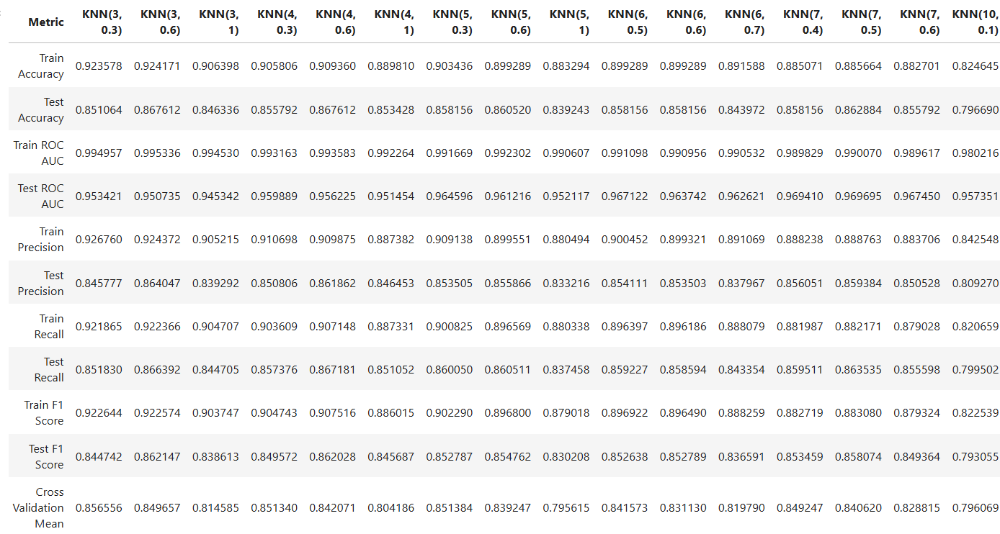 Metric KNN(3, 0.3) KNN(3, 0.6) KNN(3, 1) KNN(4, 0.3) KNN(4, 0.6) KNN(4, 1) KNN(5, 0.3) KNN(5, 0.6) KNN(5, 1) KNN(6, 0.5) KNN(6, 0.6) KNN(6, 0.7) KNN(7, 0.4) KNN(7, 0.5) KNN(7, 0.6) KNN(10, 0.1)
Train Accuracy 0.923578 0.924171 0.906398 0.905806 0.909360 0.889810 0.903436 0.899289 0.883294 0.899289 0.899289 0.891588 0.885071 0.885664 0.882701 0.824645
Test Accuracy 0.851064 0.867612 0.846336 0.855792 0.867612 0.853428 0.858156 0.860520 0.839243 0.858156 0.858156 0.843972 0.858156 0.862884 0.855792 0.796690
Train ROC AUC 0.994957 0.995336 0.994530 0.993163 0.993583 0.992264 0.991669 0.992302 0.990607 0.991098 0.990956 0.990532 0.989829 0.990070 0.989617 0.980216
Test ROC AUC 0.953421 0.950735 0.945342 0.959889 0.956225 0.951454 0.964596 0.961216 0.952117 0.967122 0.963742 0.962621 0.969410 0.969695 0.967450 0.957351
Train Precision 0.926760 0.924372 0.905215 0.910698 0.909875 0.887382 0.909138 0.899551 0.880494 0.900452 0.899321 0.891069 0.888238 0.888763 0.883706 0.842548
Test Precision 0.845777 0.864047 0.839292 0.850806 0.861862 0.846453 0.853505 0.855866 0.833216 0.854111 0.853503 0.837967 0.856051 0.859384 0.850528 0.809270
Train Recall 0.921865 0.922366 0.904707 0.903609 0.907148 0.887331 0.900825 0.896569 0.880338 0.896397 0.896186 0.888079 0.881987 0.882171 0.879028 0.820659
Test Recall 0.851830 0.866392 0.844705 0.857376 0.867181 0.851052 0.860050 0.860511 0.837458 0.859227 0.858594 0.843354 0.859511 0.863535 0.855598 0.799502
Train F1 Score 0.922644 0.922574 0.903747 0.904743 0.907516 0.886015 0.902290 0.896800 0.879018 0.896922 0.896490 0.888259 0.882719 0.883080 0.879324 0.822539
Test F1 Score 0.844742 0.862147 0.838613 0.849572 0.862028 0.845687 0.852787 0.854762 0.830208 0.852638 0.852789 0.836591 0.853459 0.858074 0.849364 0.793055
Cross Validation Mean 0.856556 0.849657 0.814585 0.851340 0.842071 0.804186 0.851384 0.839247 0.795615 0.841573 0.831130 0.819790 0.849247 0.840620 0.828815 0.796069